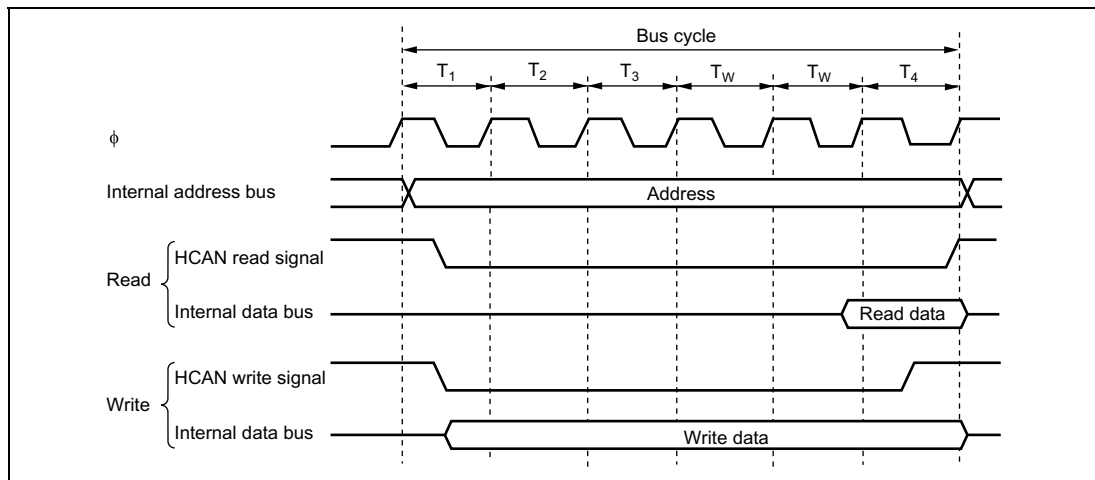 Bus cycle
T1 T2 T3 TW TW T4
ϕ
Internal address bus Address
HCAN read signal
Read
Internal data bus Read data
HCAN write signal
Write
Internal data bus Write data